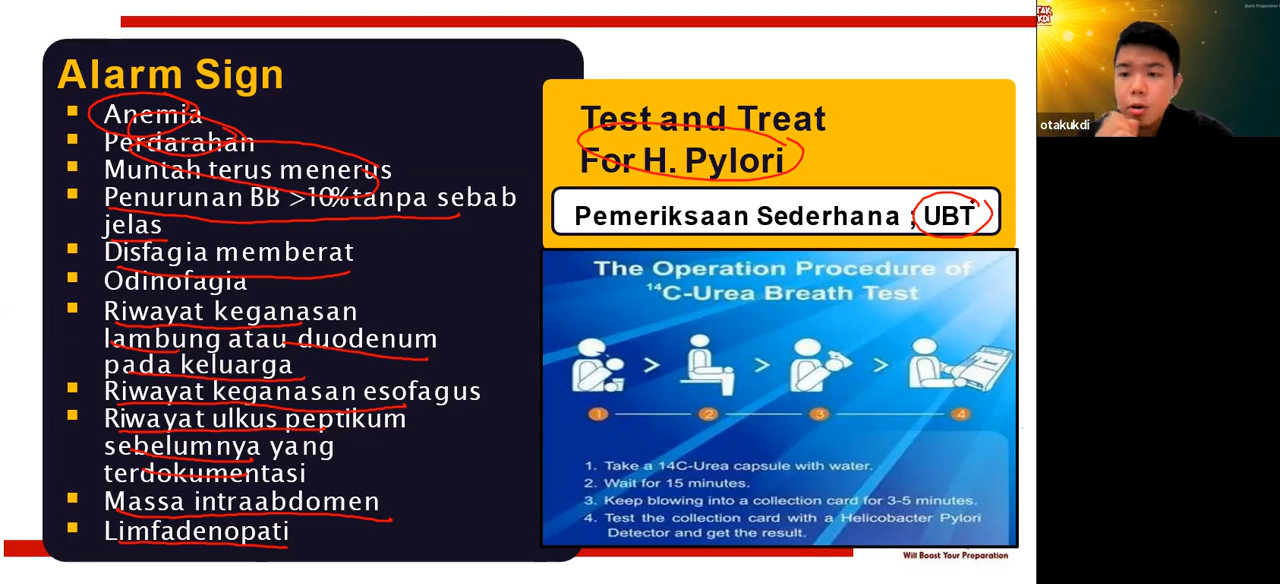 Alarm Sign
Anemia
Perdarahan
Muntah terus menerus
Penurunan BB >10% tanpa sebab
jelas
Disfagia memberat
Odinofagia
Riwayat keganasan
lambung atau duodenum
pada keluarga
Riwayat keganasan esofagus
Riwayat ulkus peptikum
sebelumnya yang
terdokumentasi
Massa intraabdomen
Limfadenopati
Test and Treat
For H. Pylori
Pemeriksaan Sederhana ; UBT
The Operation Procedure of
¹⁴C-Urea Breath Test
1 2 3 4
1. Take a 14C-Urea capsule with water.
2. Wait for 15 minutes.
3. Keep blowing into a collection card for 3-5 minutes.
4. Test the collection card with a Helicobacter Pylori
Detector and get the result.
Will Boost Your Preparation
Quick Preparation
otakukdi